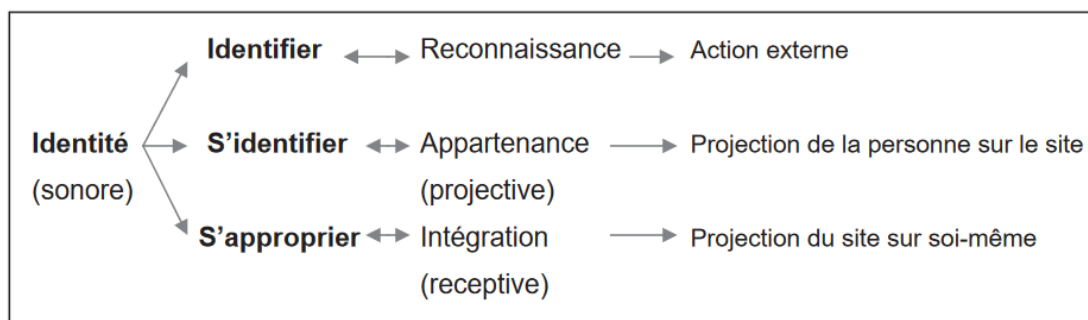 Identifier Reconnaissance Action externe
Identité S’identifier Appartenance Projection de la personne sur le site
(sonore) (projective)
S’approprier Intégration Projection du site sur soi-même
(receptive)